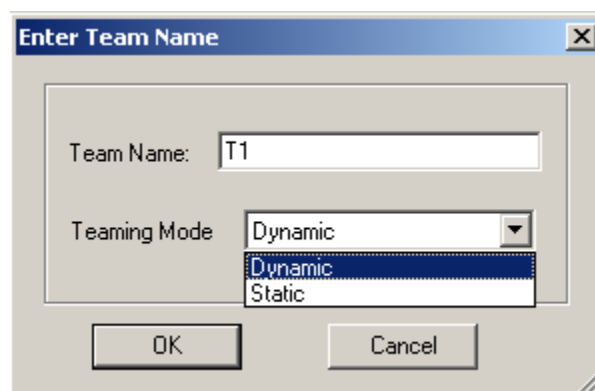 Enter Team Name
Team Name: T1
Teaming Mode Dynamic
Dynamic
Static
OK Cancel